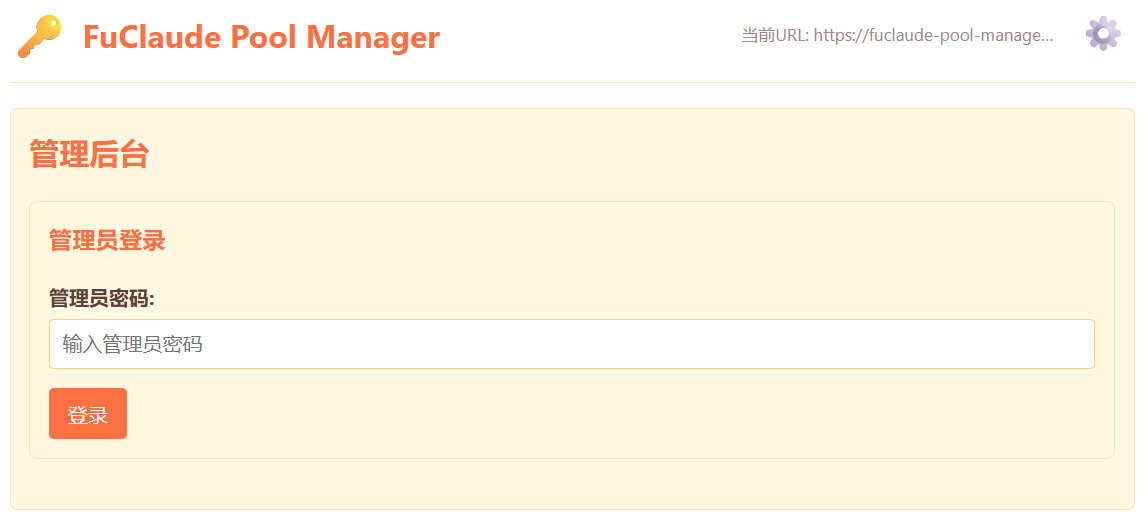 FuClaude Pool Manager
当前URL: https://fuclaude-pool-manage...
管理后台
管理员登录
管理员密码:
输入管理员密码
登录